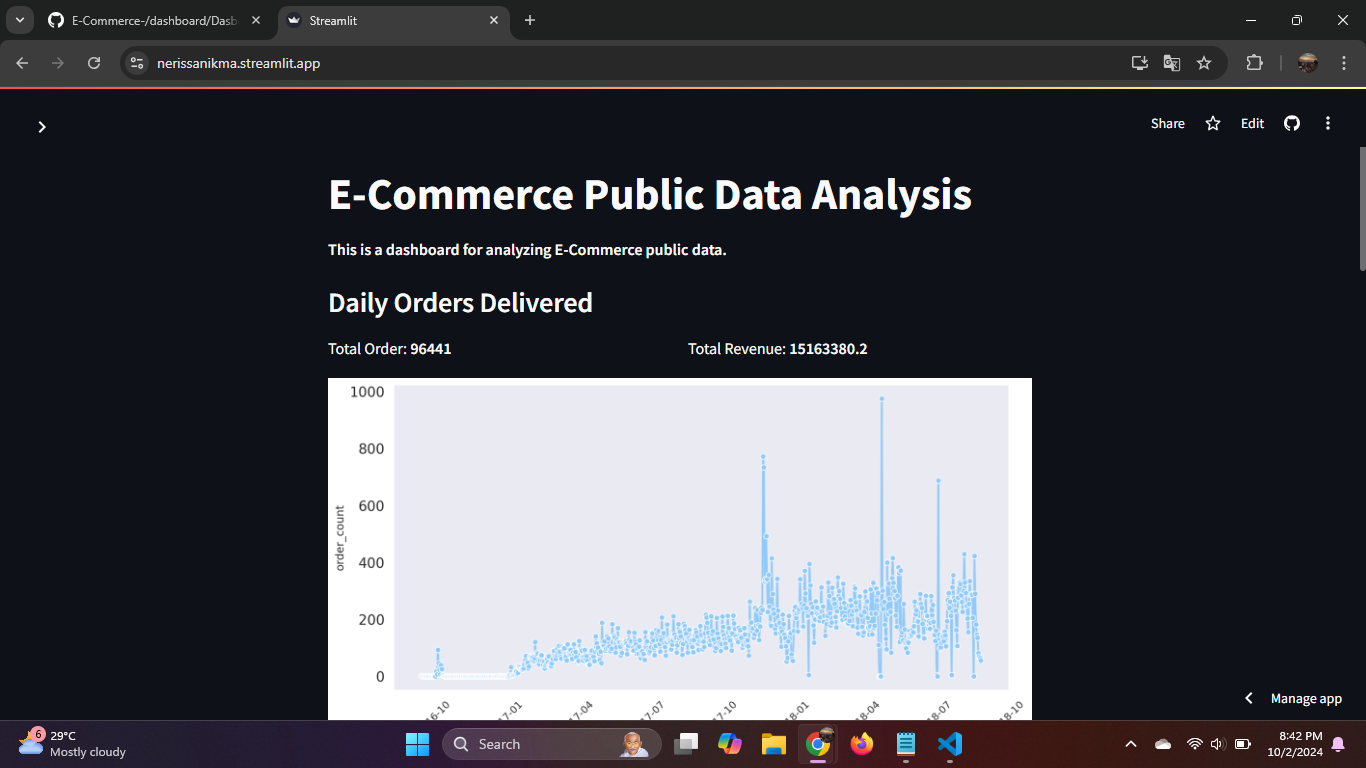 E-Commerce-/dashboard/Dasb
Streamlit
nerissanikma.streamlit.app
Share
Edit
E-Commerce Public Data Analysis
This is a dashboard for analyzing E-Commerce public data.
Daily Orders Delivered
Total Order: 96441
Total Revenue: 15163380.2
1000
800
600
400
200
0
order_count
16-10
17-01
17-04
17-07
17-10
18-01
18-04
18-07
18-10
Manage app
6
29°C
Mostly cloudy
Search
8:42 PM
10/2/2024